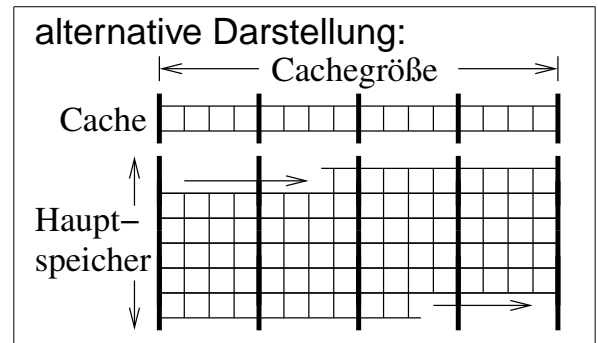 alternative Darstellung:
Cachegröße
Cache
Haupt−
speicher